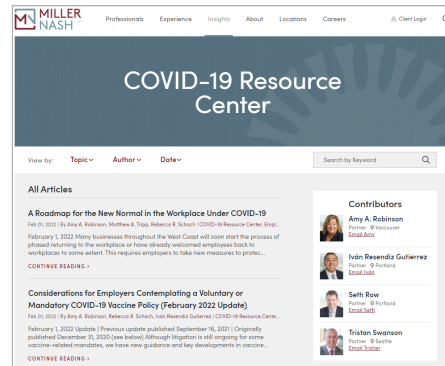 MILLER
NASH LLP
Professionals Experience Insights About Locations Careers Client Login
COVID-19 Resource
Center
View by: Topic Author Date Search by Keyword
All Articles
A Roadmap for the New Normal in the Workplace Under COVID-19
Feb 01, 2022 | By Amy A. Robinson, Matthew A. Tripp, Rebecca R. Schach | COVID-19 Resource Center, Empl...
February 1, 2022 Many businesses throughout the West Coast will soon start the process of
phased returning to the workplace or have already welcomed employees back to
workplaces to some extent. This requires employers to take new measures to protec...
CONTINUE READING >
Considerations for Employers Contemplating a Voluntary or
Mandatory COVID-19 Vaccine Policy (February 2022 Update)
Feb 01, 2022 | By Amy A. Robinson, Rebecca R. Schach, Iván Resendiz Gutierrez | COVID-19 Resource Cente...
February 1, 2022 Update | Previous update published September 16, 2021 | Originally
published December 31, 2020 (see below) Although litigation is still ongoing for some
vaccine-related mandates, we have new guidance and key developments in vaccine...
CONTINUE READING >
Contributors
Amy A. Robinson
Partner Vancouver
Email Amy
Iván Resendiz Gutierrez
Partner Portland
Email Iván
Seth Row
Partner Portland
Email Seth
Tristan Swanson
Partner Seattle
Email Tristan